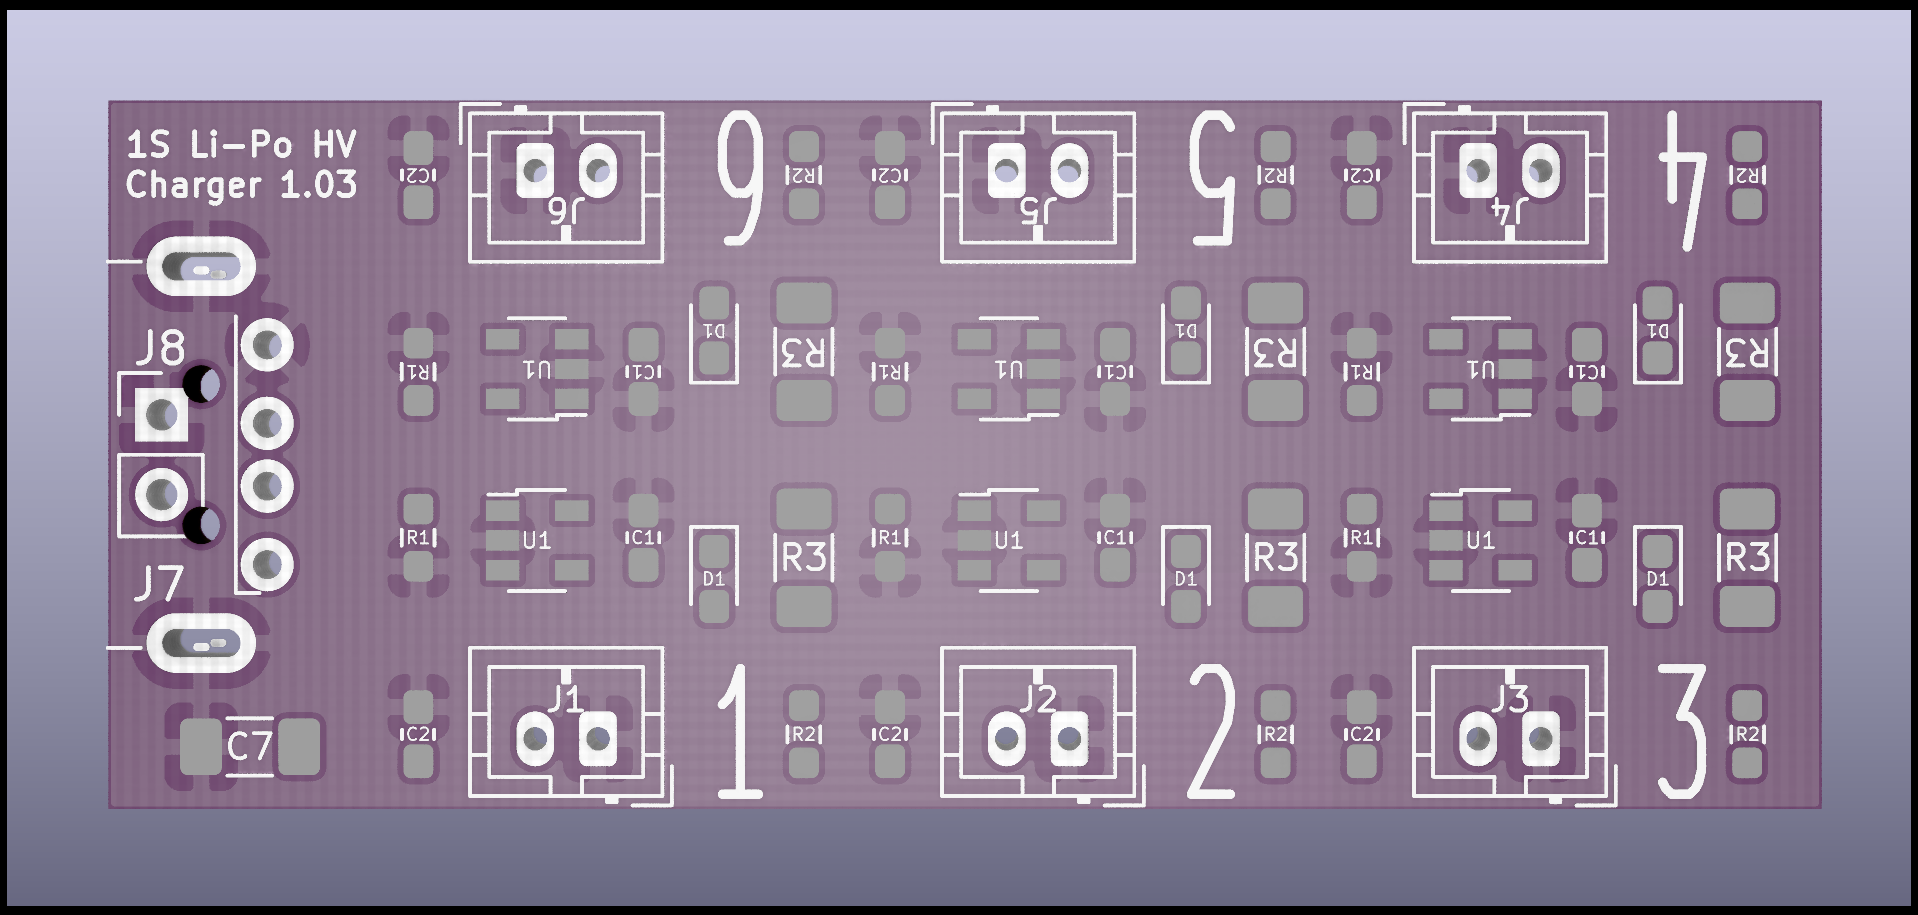 1S Li-Po HV
Charger 1.03
C2
J6
6
R2
C2
J5
5
R2
C2
J4
4
R2
J8
R1
U1
C1
D1
R3
R1
U1
C1
D1
R3
R1
U1
C1
D1
R3
R1
U1
C1
D1
R3
R1
U1
C1
D1
R3
R1
U1
C1
D1
R3
J7
C7
C2
J1
1
R2
C2
J2
2
R2
C2
J3
3
R2